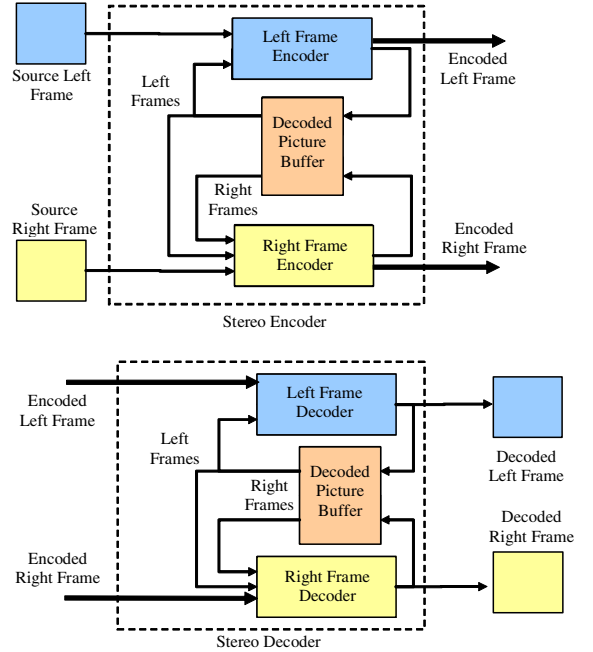 Source Left
Frame
Left
Frames
Left Frame
Encoder
Encoded
Left Frame
Decoded
Picture
Buffer
Right
Frames
Source
Right Frame
Right Frame
Encoder
Encoded
Right Frame
Stereo Encoder
Encoded
Left Frame
Left Frame
Decoder
Left
Frames
Right
Frames
Decoded
Picture
Buffer
Decoded
Left Frame
Decoded
Right Frame
Encoded
Right Frame
Right Frame
Decoder
Stereo Decoder